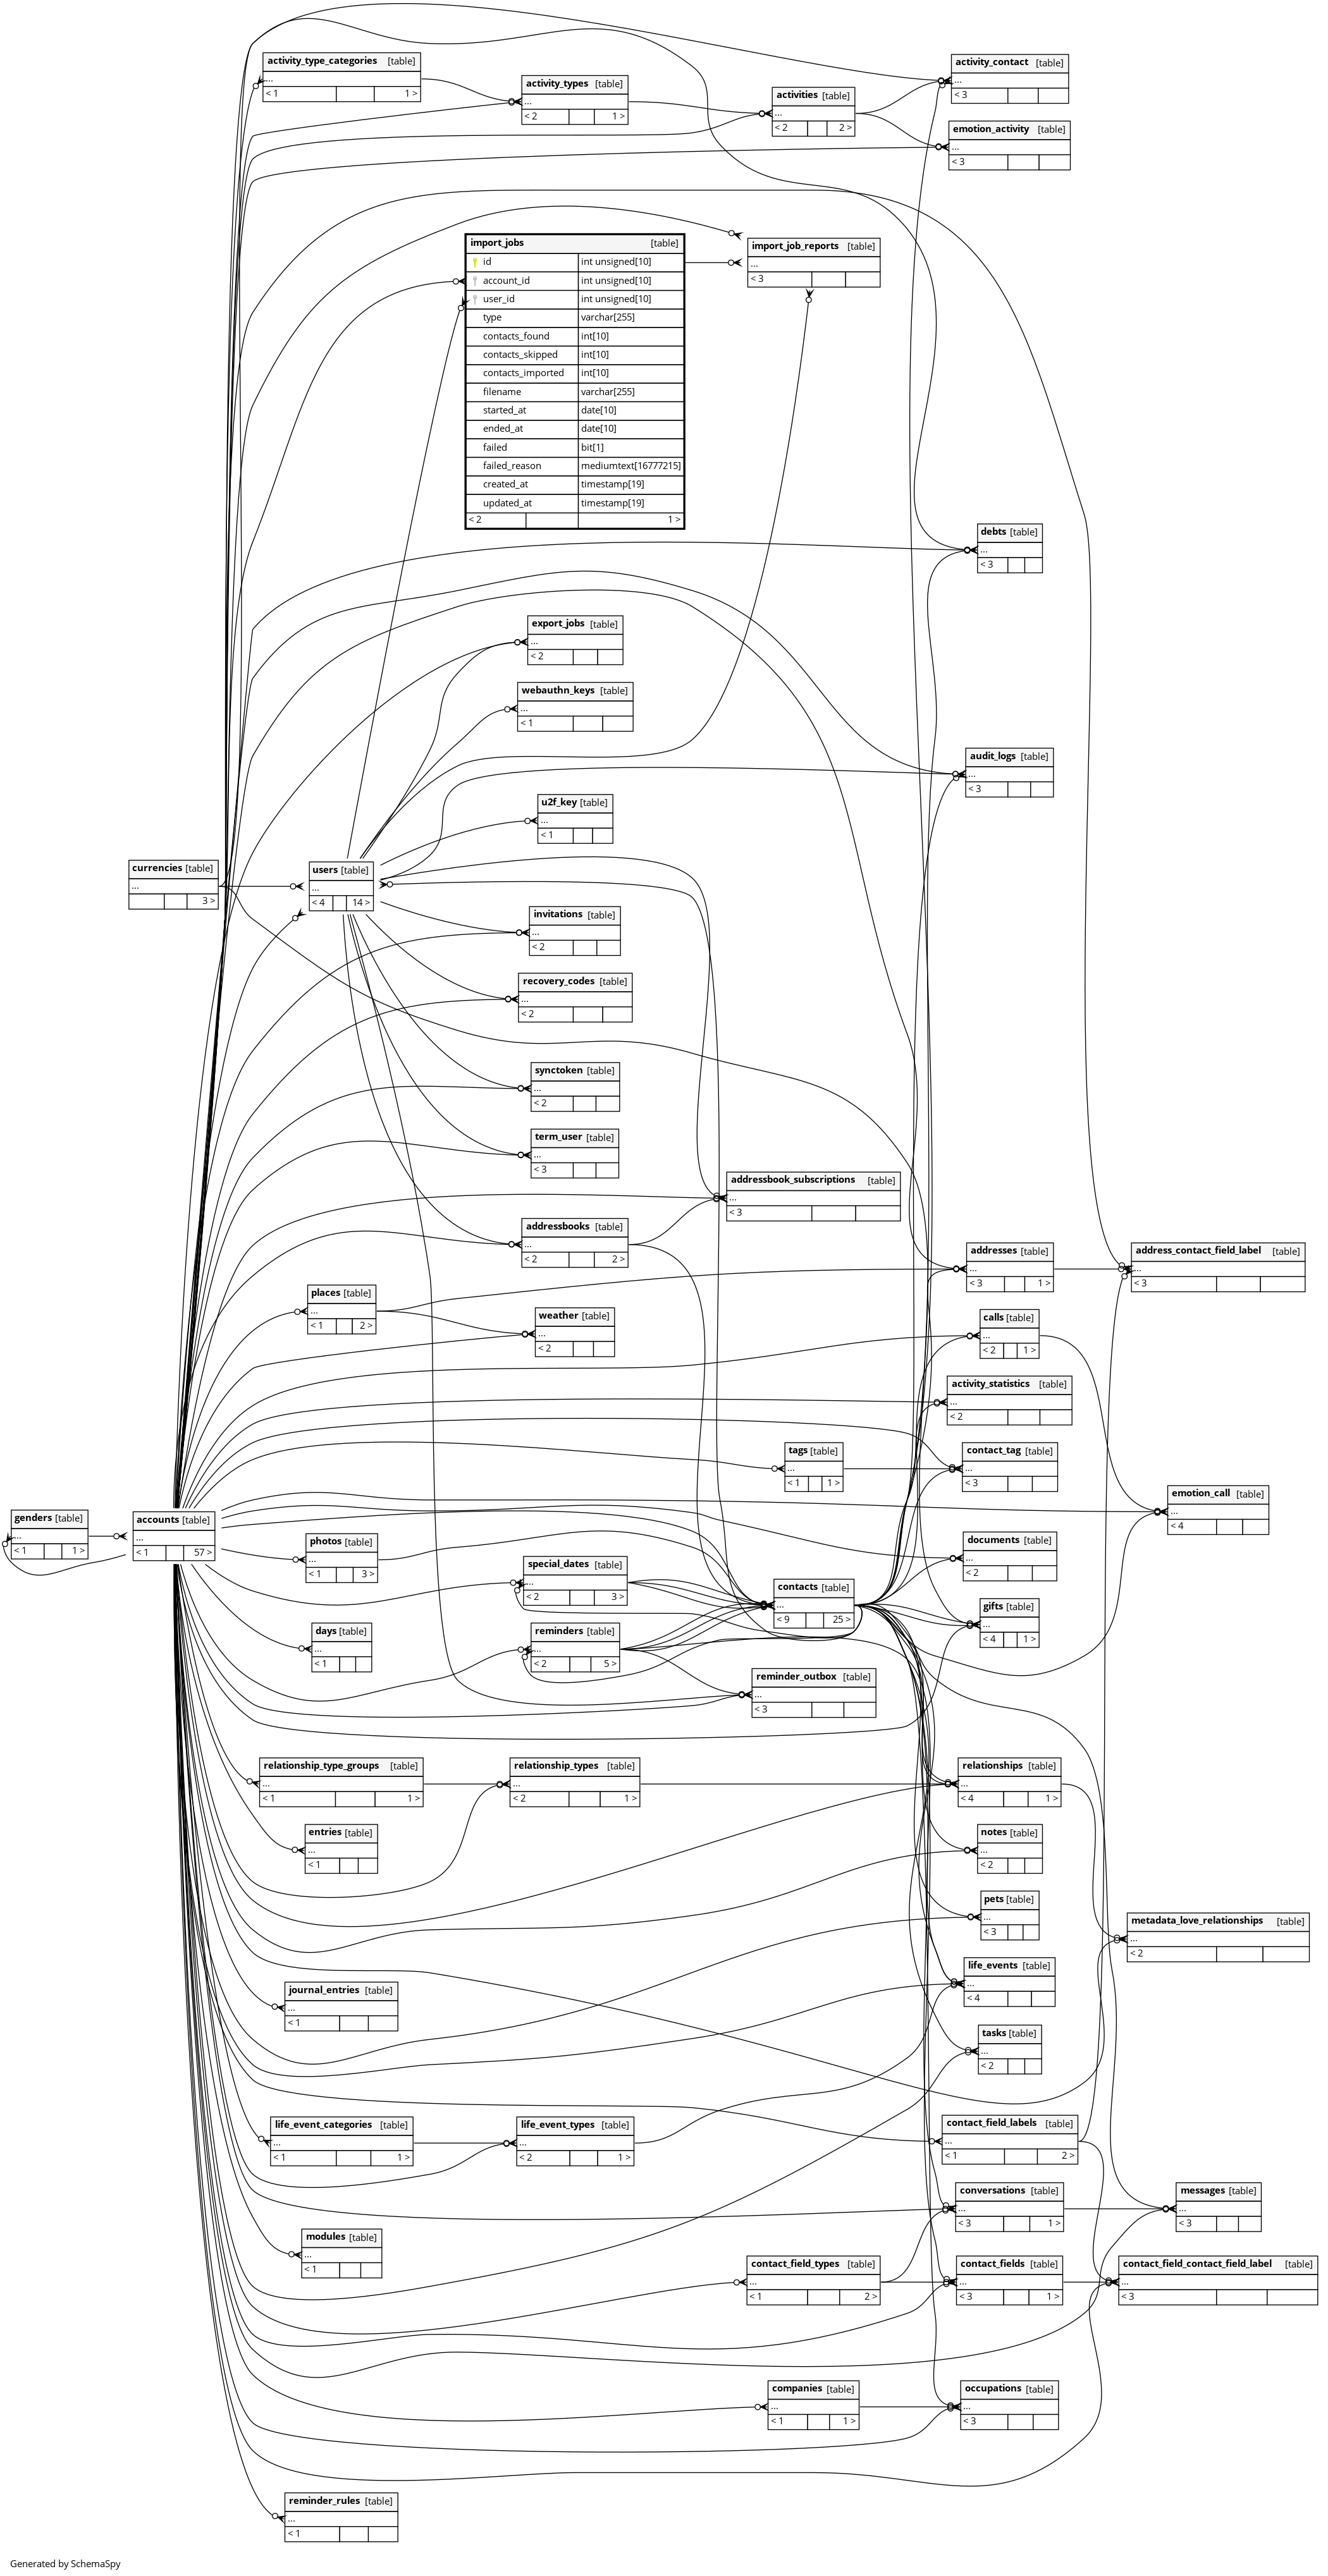 activity_type_categories [table]
...
< 1 1 >
activity_types [table]
...
< 2 1 >
activities [table]
...
< 2 2 >
activity_contact [table]
...
< 3
emotion_activity [table]
...
< 3
import_jobs [table]
id int unsigned[10]
account_id int unsigned[10]
user_id int unsigned[10]
type varchar[255]
contacts_found int[10]
contacts_skipped int[10]
contacts_imported int[10]
filename varchar[255]
started_at date[10]
ended_at date[10]
failed bit[1]
failed_reason mediumtext[16777215]
created_at timestamp[19]
updated_at timestamp[19]
< 2 1 >
import_job_reports [table]
...
< 3
debts [table]
...
< 3
export_jobs [table]
...
< 2
webauthn_keys [table]
...
< 1
audit_logs [table]
...
< 3
u2f_key [table]
...
< 1
currencies [table]
...
3 >
users [table]
...
< 4 14 >
invitations [table]
...
< 2
recovery_codes [table]
...
< 2
synctoken [table]
...
< 2
term_user [table]
...
< 3
addressbook_subscriptions [table]
...
< 3
addressbooks [table]
...
< 2 2 >
addresses [table]
...
< 3 1 >
address_contact_field_label [table]
...
< 3
places [table]
...
< 1 2 >
weather [table]
...
< 2
calls [table]
...
< 2 1 >
activity_statistics [table]
...
< 2
tags [table]
...
< 1 1 >
contact_tag [table]
...
< 3
emotion_call [table]
...
< 4
genders [table]
...
< 1 1 >
accounts [table]
...
< 1 57 >
photos [table]
...
< 1 3 >
documents [table]
...
< 2
special_dates [table]
...
< 2 3 >
contacts [table]
...
< 9 25 >
gifts [table]
...
< 4 1 >
days [table]
...
< 1
reminders [table]
...
< 2 5 >
reminder_outbox [table]
...
< 3
relationship_type_groups [table]
...
< 1 1 >
relationship_types [table]
...
< 2 1 >
relationships [table]
...
< 4 1 >
entries [table]
...
< 1
notes [table]
...
< 2
pets [table]
...
< 3
metadata_love_relationships [table]
...
< 2
life_events [table]
...
< 4
journal_entries [table]
...
< 1
tasks [table]
...
< 2
life_event_categories [table]
...
< 1 1 >
life_event_types [table]
...
< 2 1 >
contact_field_labels [table]
...
< 1 2 >
conversations [table]
...
< 3 1 >
messages [table]
...
< 3
modules [table]
...
< 1
contact_field_types [table]
...
< 1 2 >
contact_fields [table]
...
< 3 1 >
contact_field_contact_field_label [table]
...
< 3
companies [table]
...
< 1 1 >
occupations [table]
...
< 3
reminder_rules [table]
...
< 1
Generated by SchemaSpy